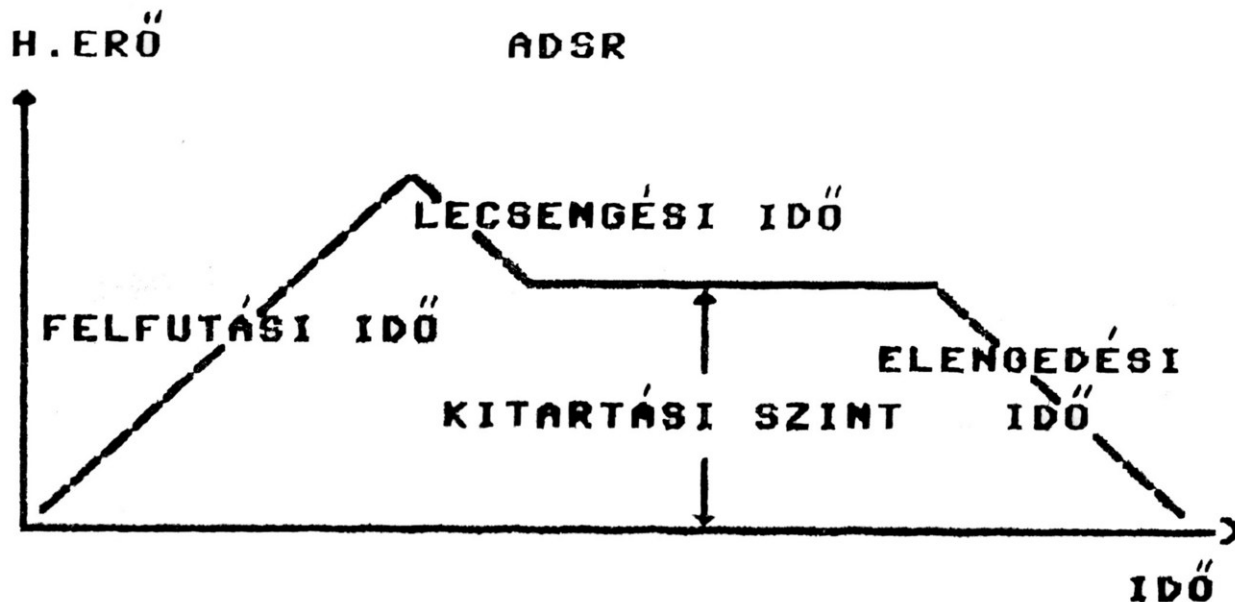 H.ERŐ ADSR
LECSENGÉSI IDŐ
FELFUTÁSI IDŐ
ELENGEDÉSI
KITARTÁSI SZINT IDŐ
IDŐ